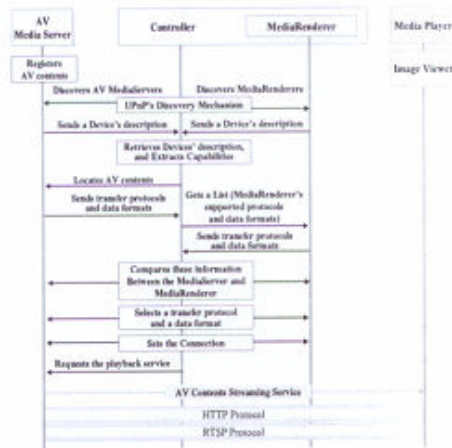 AV
Media Server
Controller
MediaRenderer
Media Player
Image Viewer
Registers
AV contents
Discovers AV MediaServers
Discovers MediaRenderers
UPnP's Discovery Mechanism
Sends a Device's description
Sends a Device's description
Retrieves Devices' description,
and Extracts Capabilities
Locates AV contents
Gets a List (MediaRenderer's
supported protocols
and data formats)
Sends transfer protocols
and data formats
Sends transfer protocols
and data formats
Compares these information
Between the MediaServer and
MediaRenderer
Selects a transfer protocol
and a data format
Sets the Connection
Requests the playback service
AV Contents Streaming Service
HTTP Protocol
RTSP Protocol